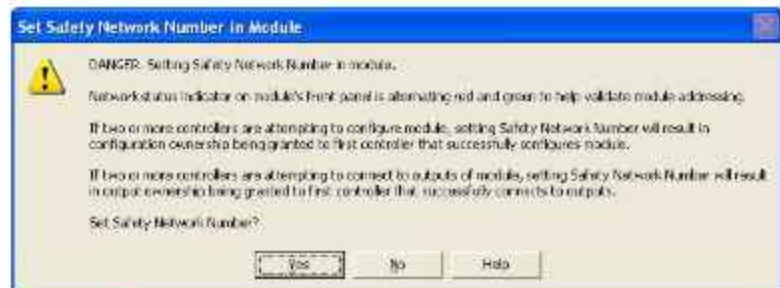 Set Safety Network Number in Module
DANGER. Setting Safety Network Number in module.
Network status indicator on module's front panel is alternating red and green to help validate module addressing.
If two or more controllers are attempting to configure module, setting Safety Network Number will result in
configuration ownership being granted to first controller that successfully configures module.
If two or more controllers are attempting to connect to outputs of module, setting Safety Network Number will result
in output ownership being granted to first controller that successfully connects to outputs.
Set Safety Network Number?
Yes
No
Help